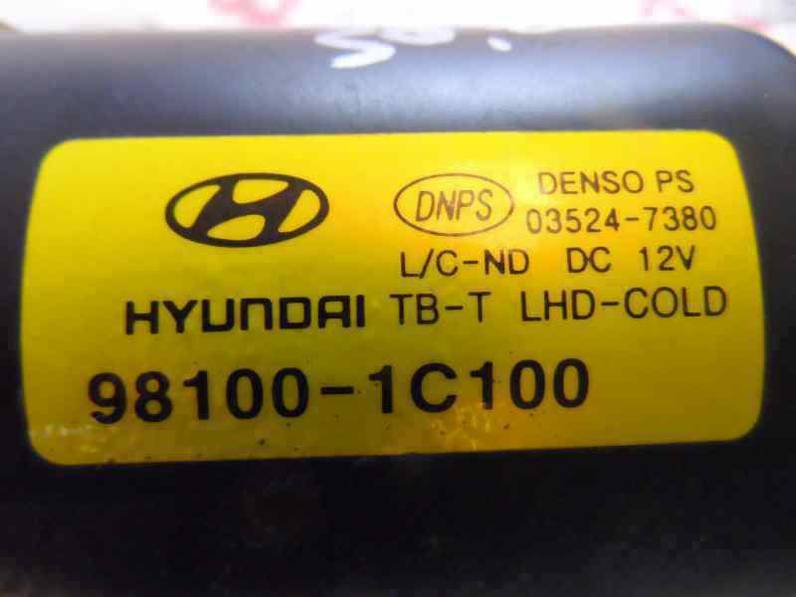 DNPS DENSO PS
03524-7380
L/C-ND DC 12V
HYUNDAI TB-T LHD-COLD
98100-1C100